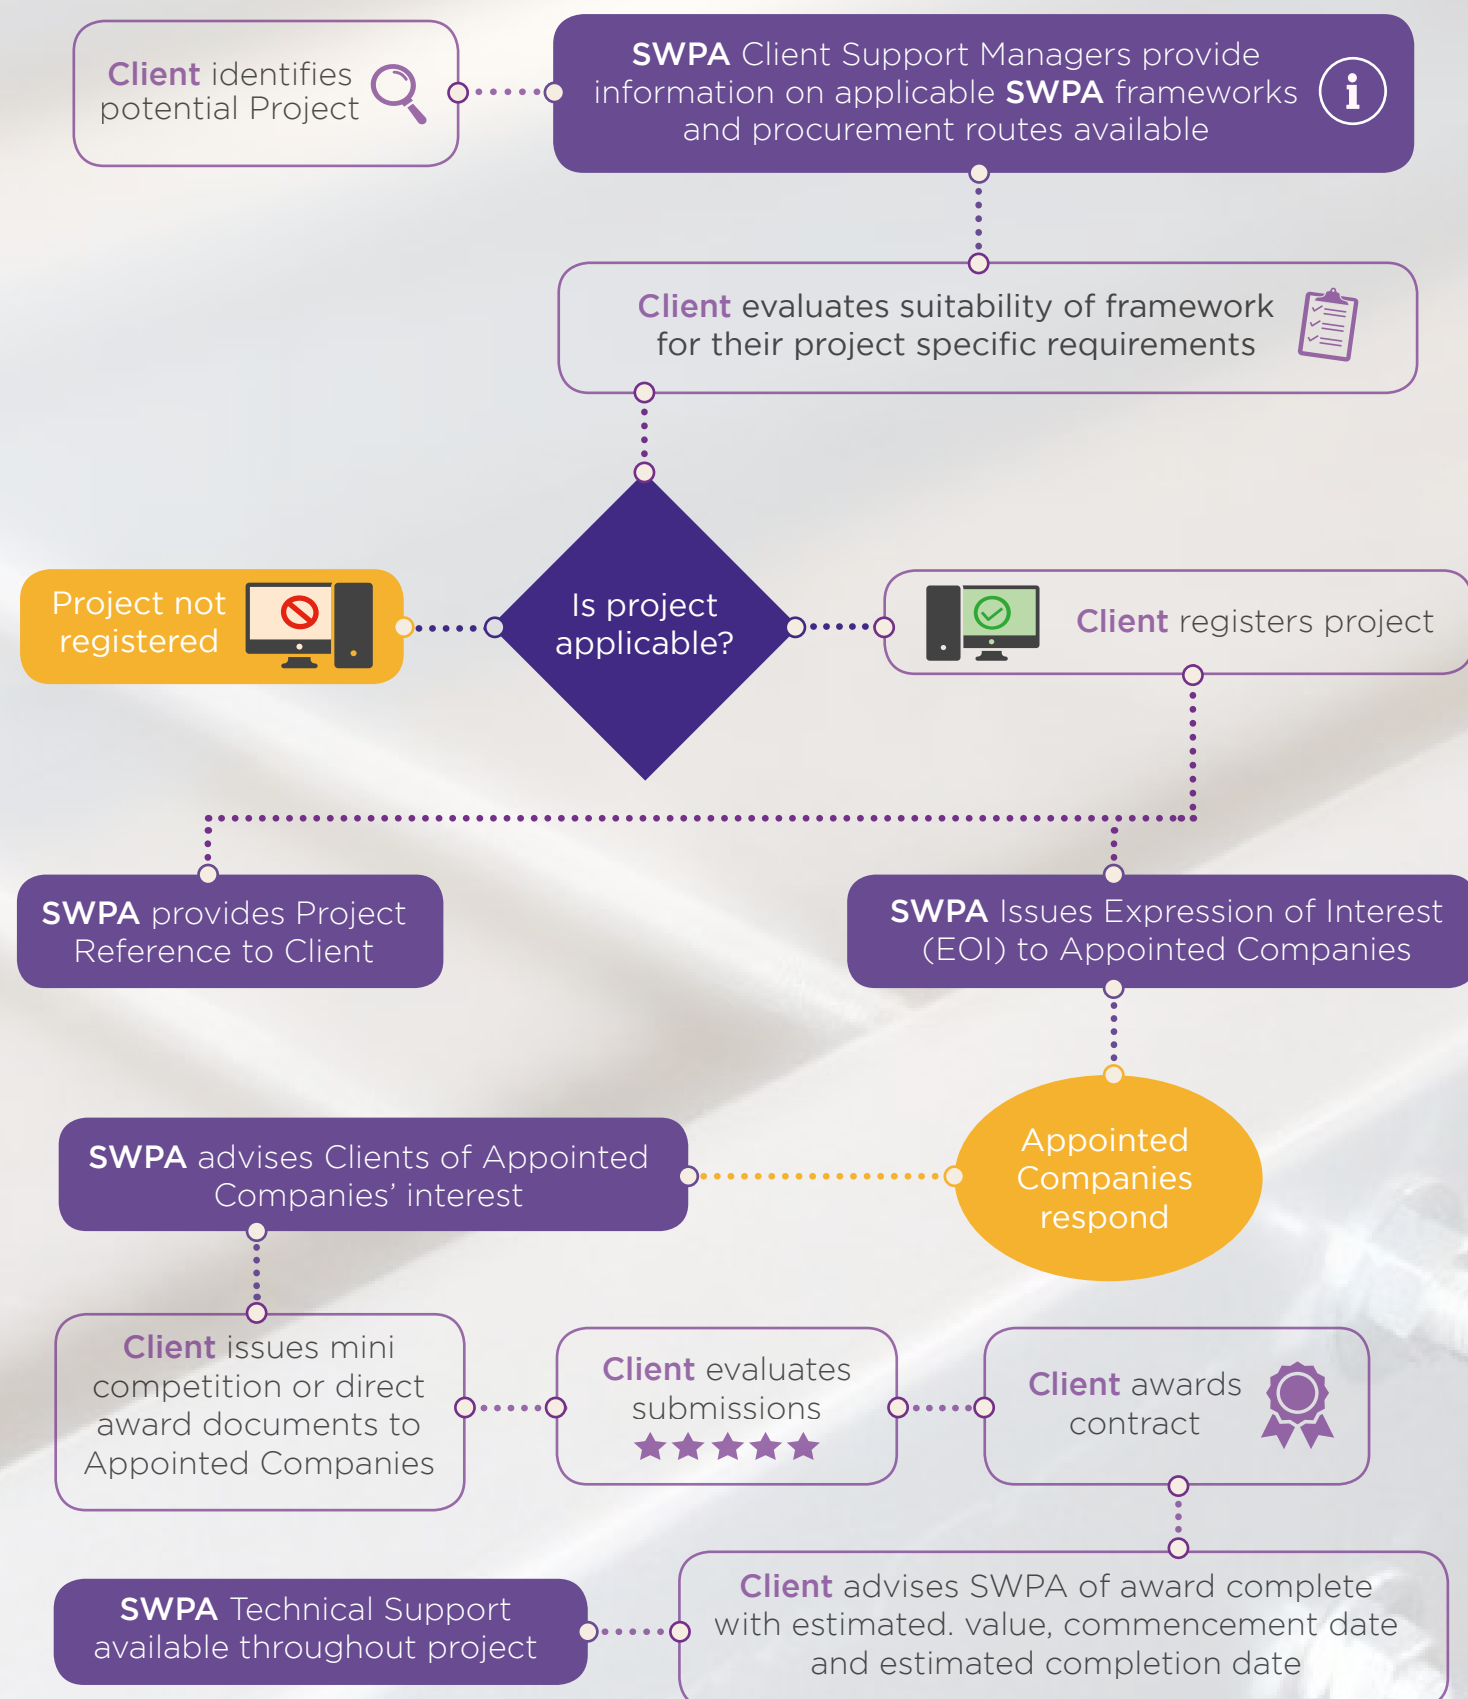 Client identifies
potential Project
SWPA Client Support Managers provide
information on applicable SWPA frameworks
and procurement routes available
i
Client evaluates suitability of framework
for their project specific requirements
Project not
registered
Is project
applicable?
Client registers project
SWPA provides Project
Reference to Client
SWPA Issues Expression of Interest
(EOI) to Appointed Companies
SWPA advises Clients of Appointed
Companies’ interest
Appointed
Companies
respond
Client issues mini
competition or direct
award documents to
Appointed Companies
Client evaluates
submissions
Client awards
contract
SWPA Technical Support
available throughout project
Client advises SWPA of award complete
with estimated. value, commencement date
and estimated completion date